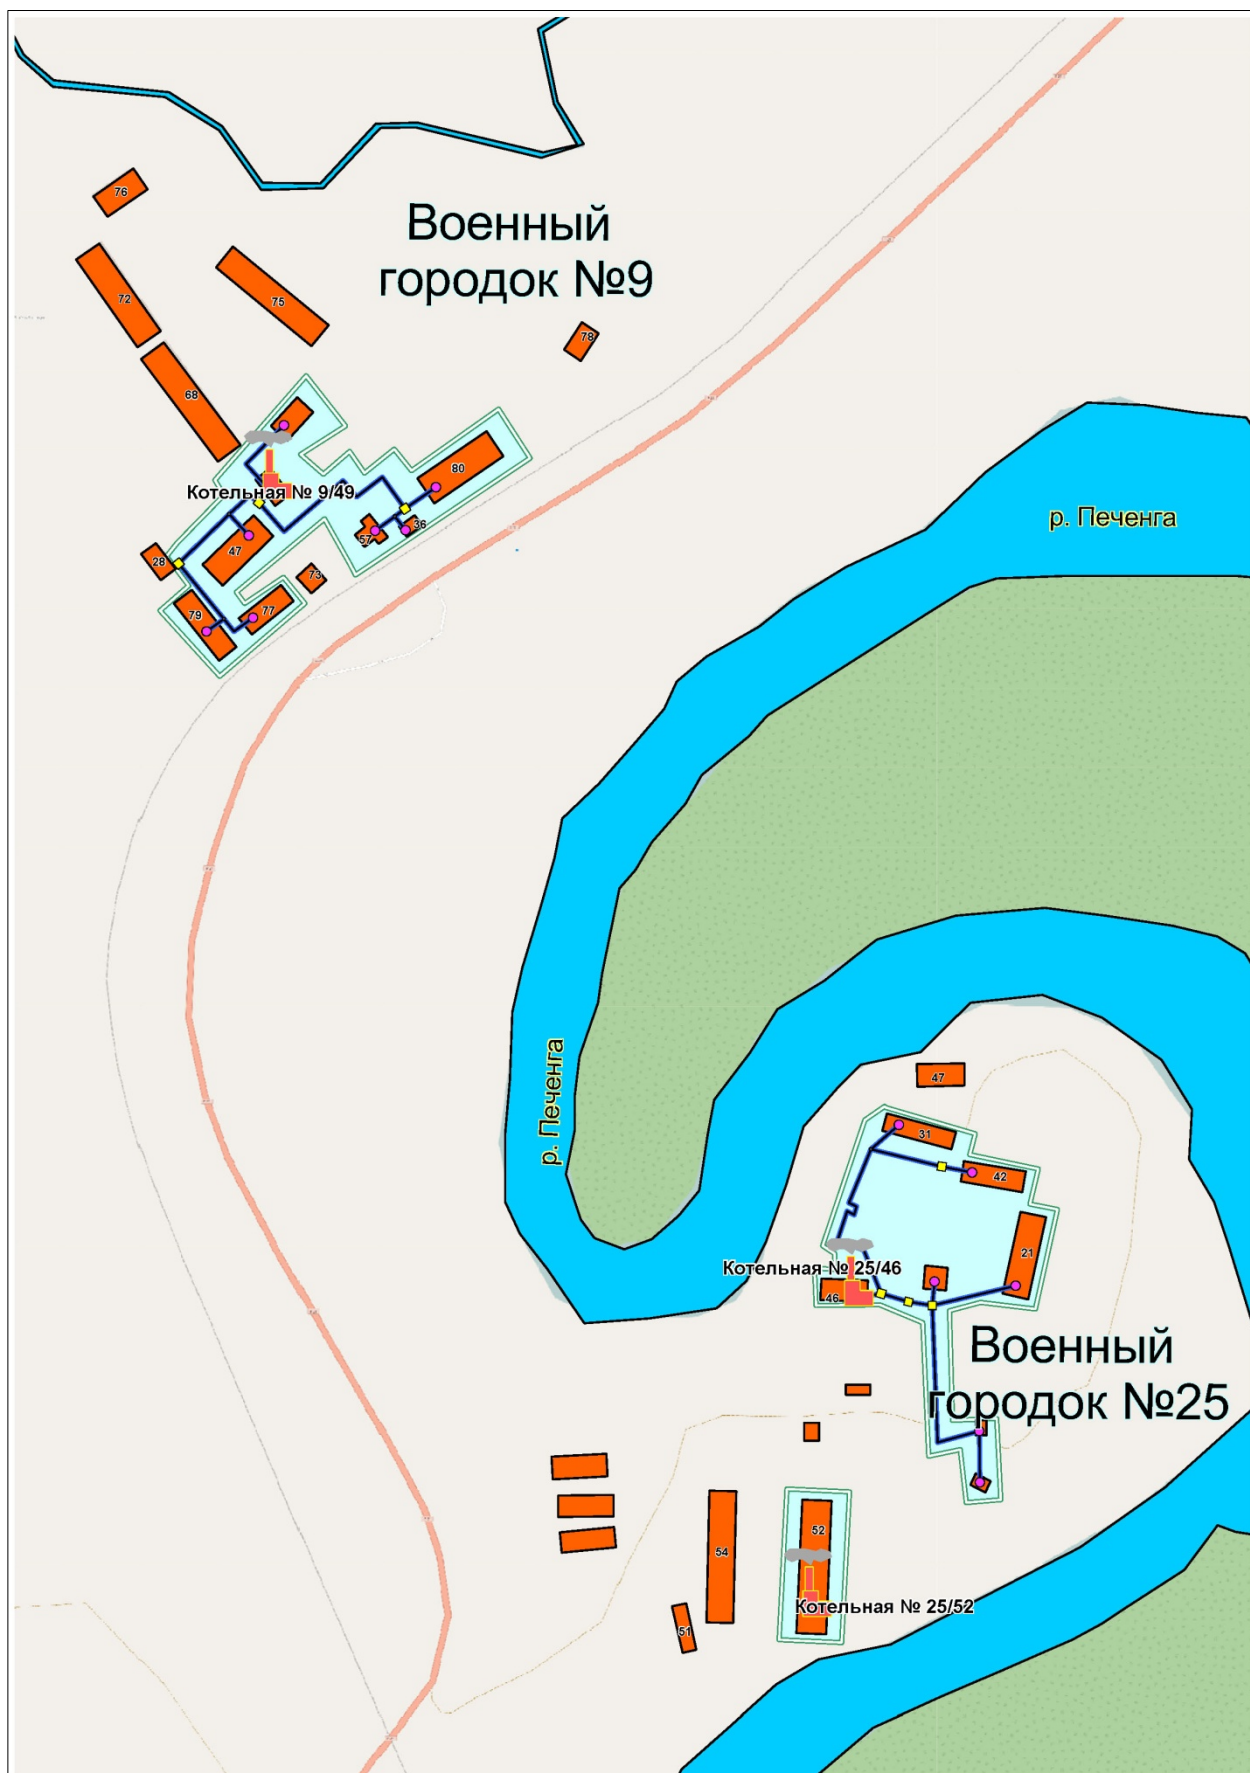 76
Военный
городок №9
72
75
78
68
80
Котельная № 9/49
36
57
47
28
73
77
79
р. Печенга
р. Печенга
47
31
42
21
Котельная № 25/46
46
Военный
городок №25
52
54
Котельная № 25/52
51